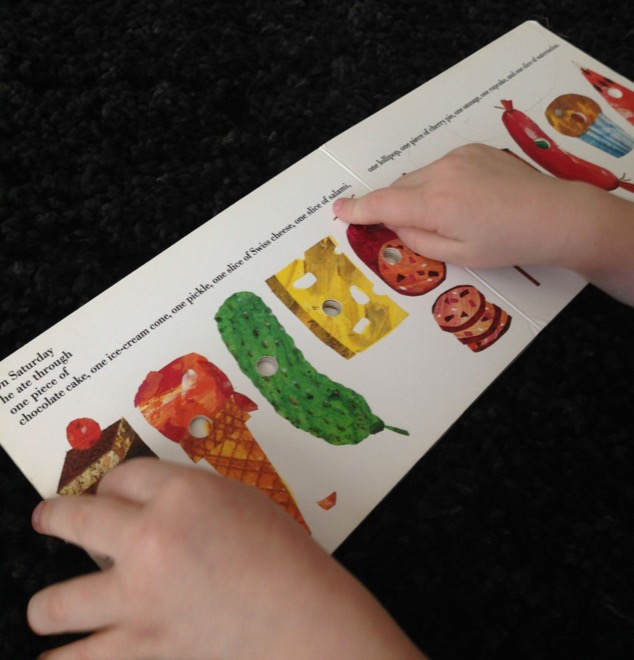 On Saturday
he ate through
one piece of
chocolate cake, one ice-cream cone, one pickle, one slice of Swiss cheese, one slice of salami,
one lollipop, one piece of cherry pie, one sausage, one cupcake, and one slice of watermelon.